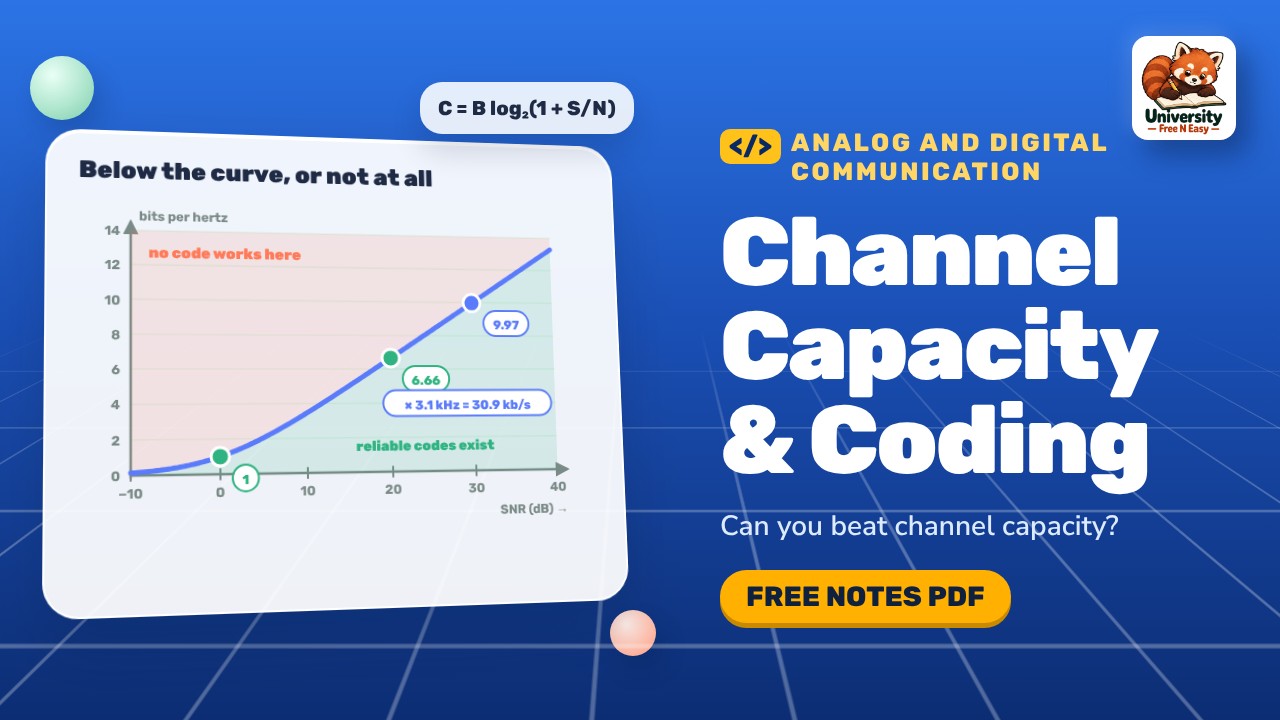 C = B log₂(1 + S/N)
Below the curve, or not at all
bits per hertz
14
12
10
8
6
4
2
0
no code works here
9.97
6.66
× 3.1 kHz = 30.9 kb/s
reliable codes exist
1
−10
0
10
20
30
40
SNR (dB) →
University
Free N Easy
</> ANALOG AND DIGITAL
COMMUNICATION
Channel
Capacity
& Coding
Can you beat channel capacity?
FREE NOTES PDF